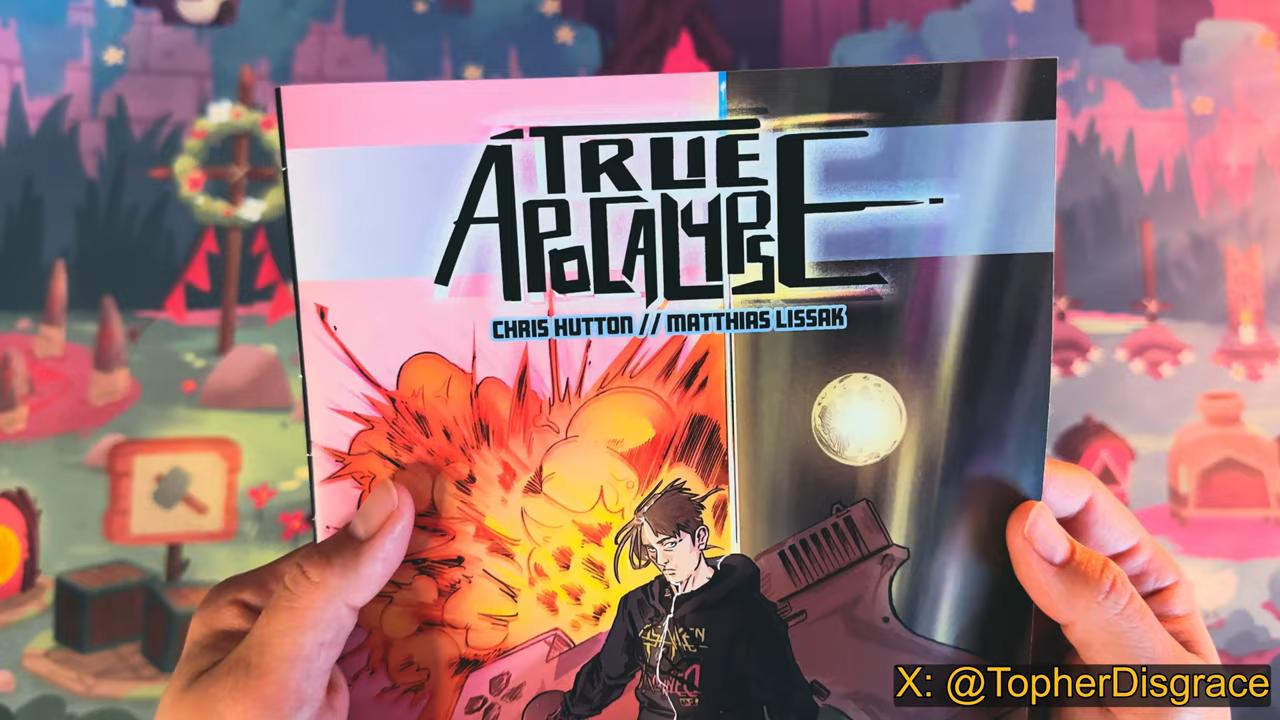 TRUE
APOCALYPSE
CHRIS HUTTON // MATTHIAS LISSAK
X: @TopherDisgrace